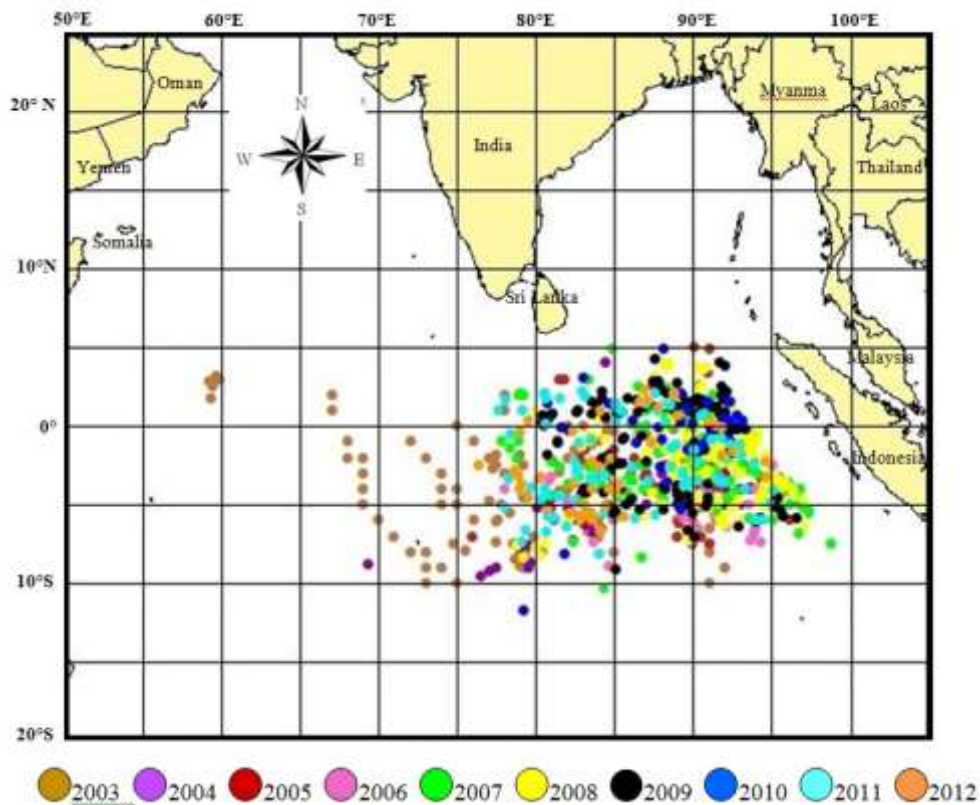 50°E 60°E 70°E 80°E 90°E 100°E
Oman
20° N
N
Myanma
Laos
India
W E
Yemen
Thailand
S
Somalia
10°N
Sri Lanka
Malaysia
0°
Indonesia
10°S
20°S
2003 2004 2005 2006 2007 2008 2009 2010 2011 2012